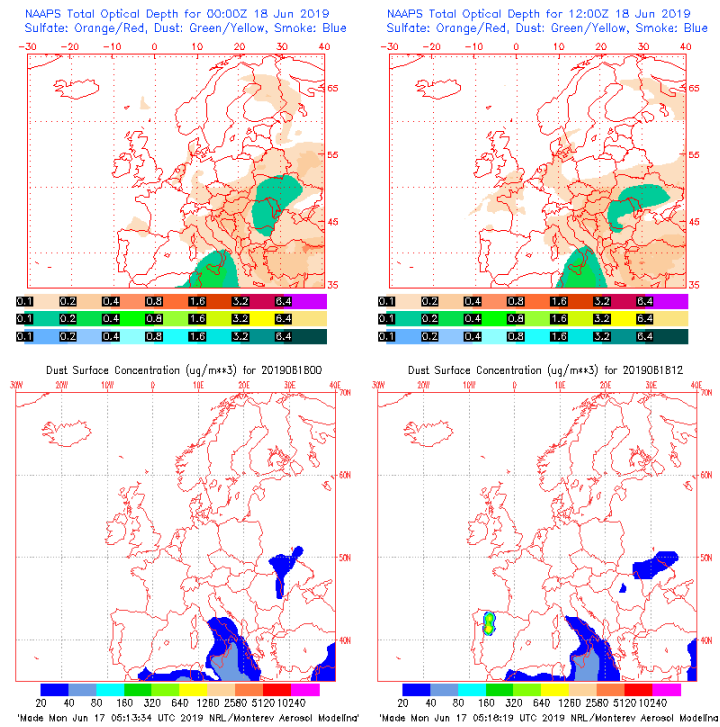 NAAPS Total Optical Depth for 00:00Z 18 Jun 2019
Sulfate: Orange/Red, Dust: Green/Yellow, Smoke: Blue
-30 -20 -10 0 10 20 30 40
65
55
45
35
0.1 0.2 0.4 0.8 1.6 3.2 6.4
0.1 0.2 0.4 0.8 1.6 3.2 6.4
0.1 0.2 0.4 0.8 1.6 3.2 6.4
NAAPS Total Optical Depth for 12:00Z 18 Jun 2019
Sulfate: Orange/Red, Dust: Green/Yellow, Smoke: Blue
-30 -20 -10 0 10 20 30 40
65
55
45
35
0.1 0.2 0.4 0.8 1.6 3.2 6.4
0.1 0.2 0.4 0.8 1.6 3.2 6.4
0.1 0.2 0.4 0.8 1.6 3.2 6.4
Dust Surface Concentration (ug/m**3) for 2019061800
30W 20W 10W 0 10E 20E 30E 40E
70N
60N
50N
40N
20 40 80 160 320 640 1280 2560 5120 10240
'Made Mon Jun 17 05:13:34 UTC 2019 NRL/Monterey Aerosol Modeling'
Dust Surface Concentration (ug/m**3) for 2019061812
30W 20W 10W 0 10E 20E 30E 40E
70N
60N
50N
40N
20 40 80 160 320 640 1280 2560 5120 10240
'Made Mon Jun 17 05:18:19 UTC 2019 NRL/Monterey Aerosol Modeling'